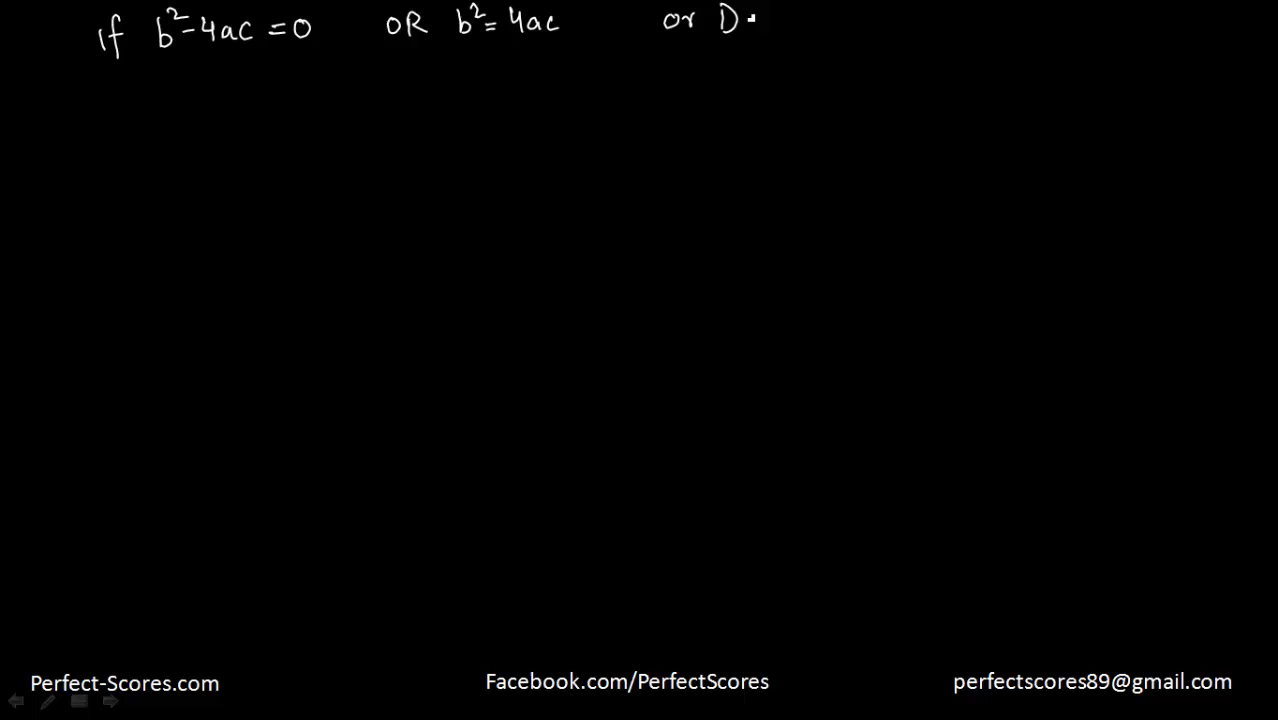 If b²-4ac = 0 OR b² = 4ac or D
Perfect-Scores.com Facebook.com/PerfectScores perfectscores89@gmail.com